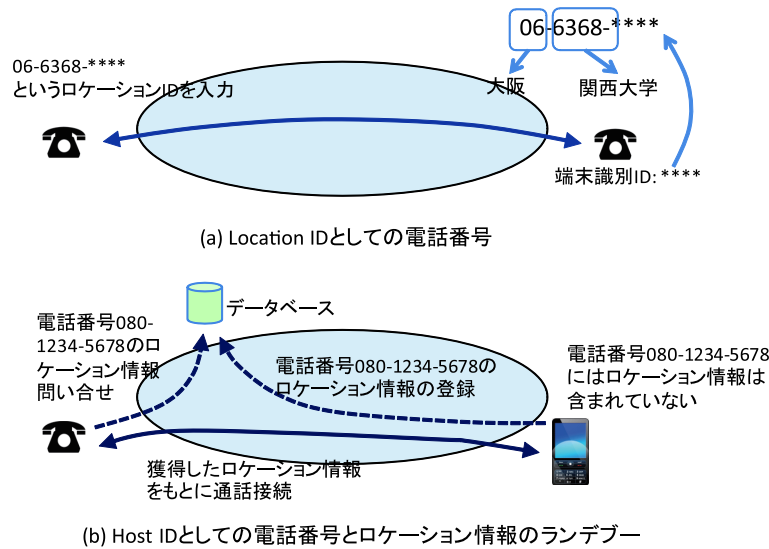 06-6368-****
06-6368-****
というロケーションIDを入力
大阪
関西大学
端末識別ID: ****
(a) Location IDとしての電話番号
データベース
電話番号080-
1234-5678のロ
ケーション情報
問い合せ
電話番号080-1234-5678の
ロケーション情報の登録
電話番号080-1234-5678
にはロケーション情報は
含まれていない
獲得したロケーション情報
をもとに通話接続
(b) Host IDとしての電話番号とロケーション情報のランデブー